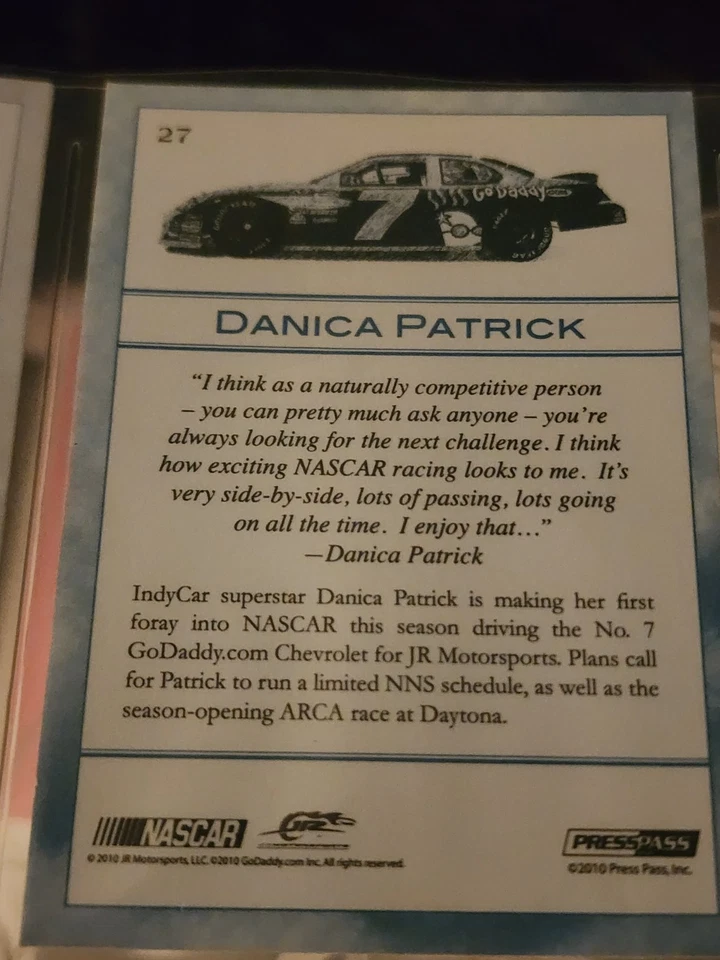 27
7
GoDaddy
DANICA PATRICK
“I think as a naturally competitive person
– you can pretty much ask anyone – you’re
always looking for the next challenge. I think
how exciting NASCAR racing looks to me. It’s
very side-by-side, lots of passing, lots going
on all the time. I enjoy that…”
—Danica Patrick
IndyCar superstar Danica Patrick is making her first
foray into NASCAR this season driving the No. 7
GoDaddy.com Chevrolet for JR Motorsports. Plans call
for Patrick to run a limited NNS schedule, as well as the
season-opening ARCA race at Daytona.
NASCAR JR PRESSPASS
© 2010 JR Motorsports, LLC. ©2010 GoDaddy.com Inc. All rights reserved.
©2010 Press Pass, Inc.